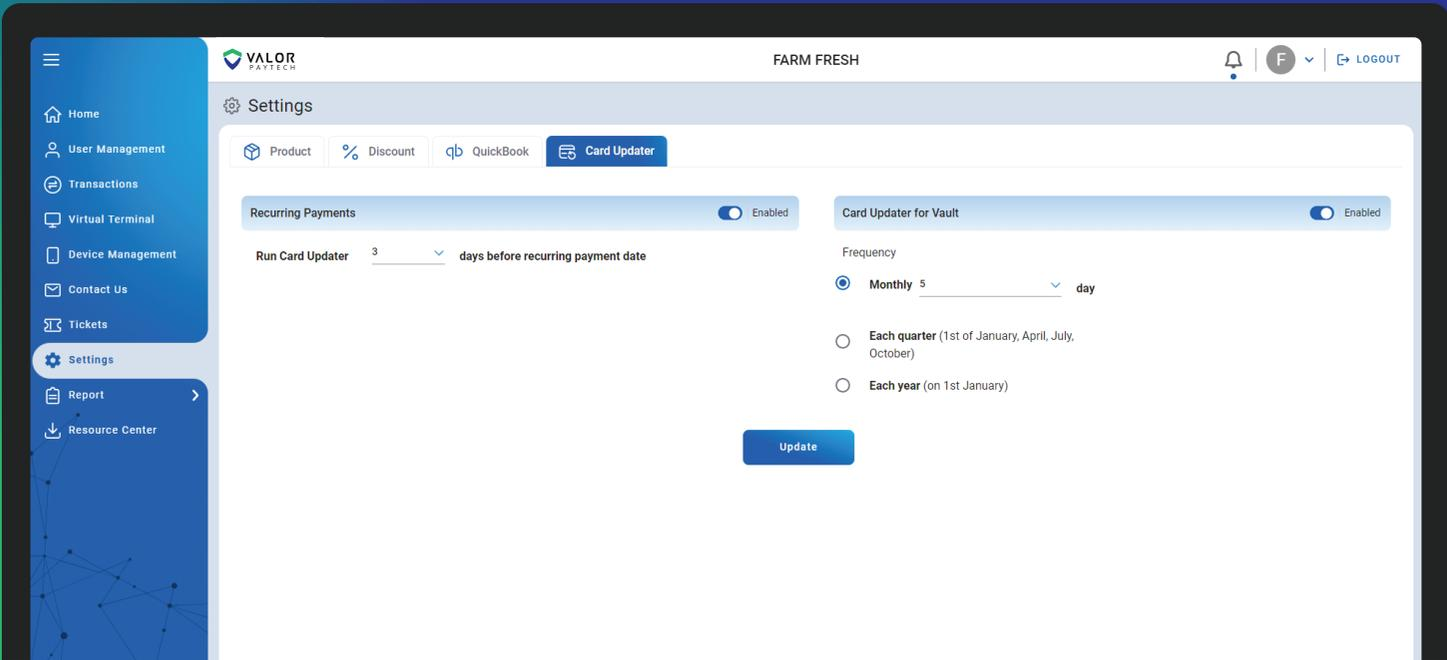 VALOR
PAYTECH
FARM FRESH
F
LOGOUT
Home
User Management
Transactions
Virtual Terminal
Device Management
Contact Us
Tickets
Settings
Report
Resource Center
Settings
Product
Discount
qb QuickBook
Card Updater
Recurring Payments
Enabled
Run Card Updater 3 days before recurring payment date
Card Updater for Vault
Enabled
Frequency
Monthly 5 day
Each quarter (1st of January, April, July,
October)
Each year (on 1st January)
Update